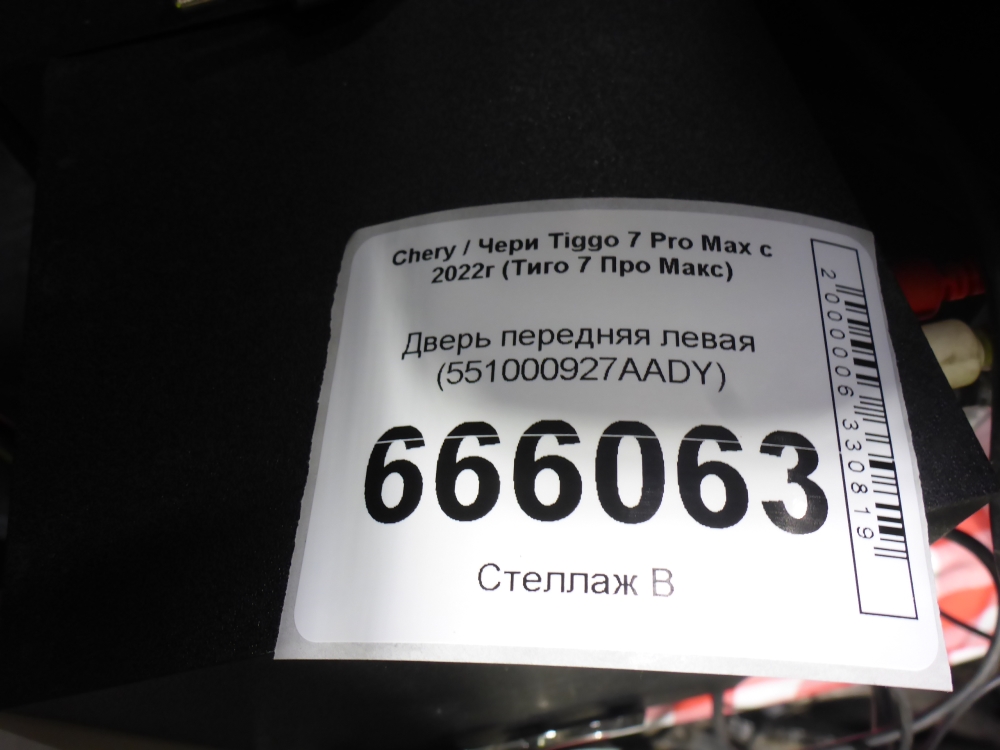 Chery / Чери Tiggo 7 Pro Max с
2022г (Тиго 7 Про Макс)
Дверь передняя левая
(551000927AADY)
666063
Стеллаж В
2000006330819